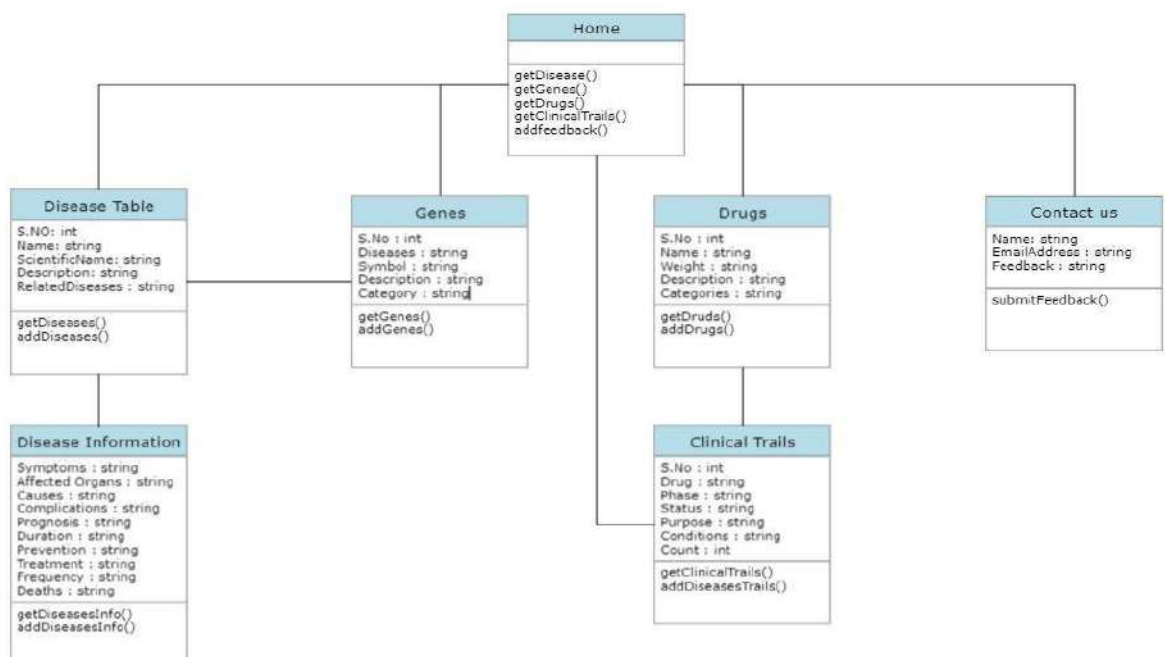 Home
getDisease()
getGenes()
getDrugs()
getClinicalTrails()
addfeedback()
Disease Table
S.NO: int
Name: string
ScientificName: string
Description: string
RelatedDiseases : string
getDiseases()
addDiseases()
Genes
S.No : int
Diseases : string
Symbol : string
Description : string
Category : string
getGenes()
addGenes()
Drugs
S.No : int
Name : string
Weight : string
Description : string
Categories : string
getDruds()
addDrugs()
Contact us
Name: string
EmailAddress : string
Feedback : string
submitFeedback()
Disease Information
Symptoms : string
Affected Organs : string
Causes : string
Complications : string
Prognosis : string
Duration : string
Prevention : string
Treatment : string
Frequency : string
Deaths : string
getDiseasesInfo()
addDiseasesInfo()
Clinical Trails
S.No : int
Drug : string
Phase : string
Status : string
Purpose : string
Conditions : string
Count : int
getClinicalTrails()
addDiseasesTrails()